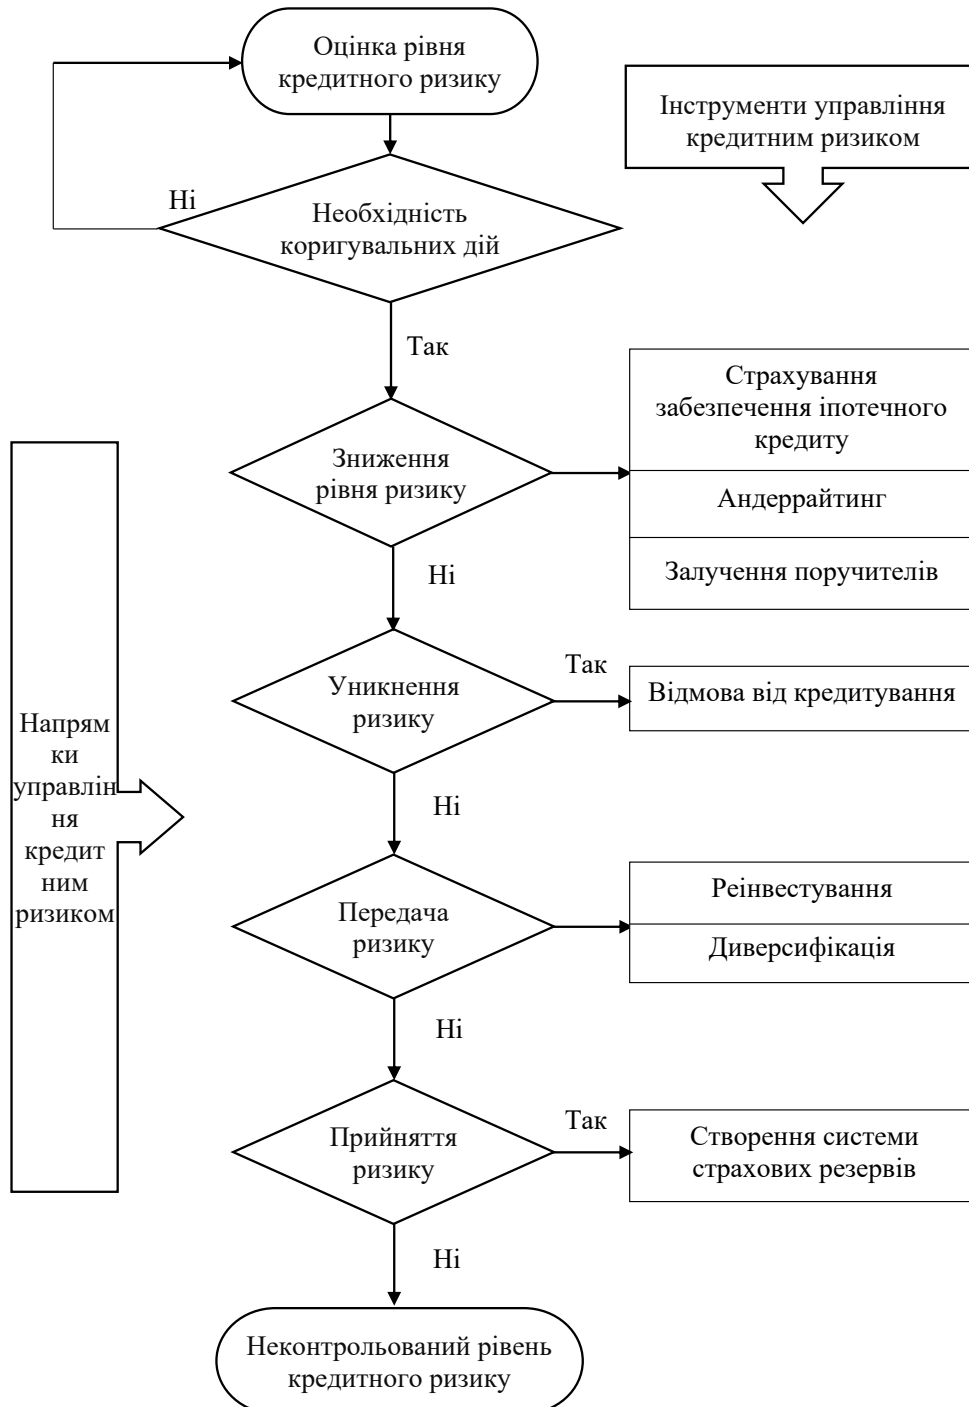 Оцінка рівня
кредитного ризику
Інструменти управління
кредитним ризиком
Ні
Необхідність
коригувальних дій
Так
Страхування
забезпечення іпотечного
кредиту
Зниження
рівня ризику
Андеррайтинг
Ні
Залучення поручителів
Уникнення
ризику
Так
Відмова від кредитування
Напрям
ки
управлін
ня
кредит
ним
ризиком
Ні
Передача
ризику
Реінвестування
Диверсифікація
Ні
Прийняття
ризику
Так
Створення системи
страхових резервів
Ні
Неконтрольований рівень
кредитного ризику